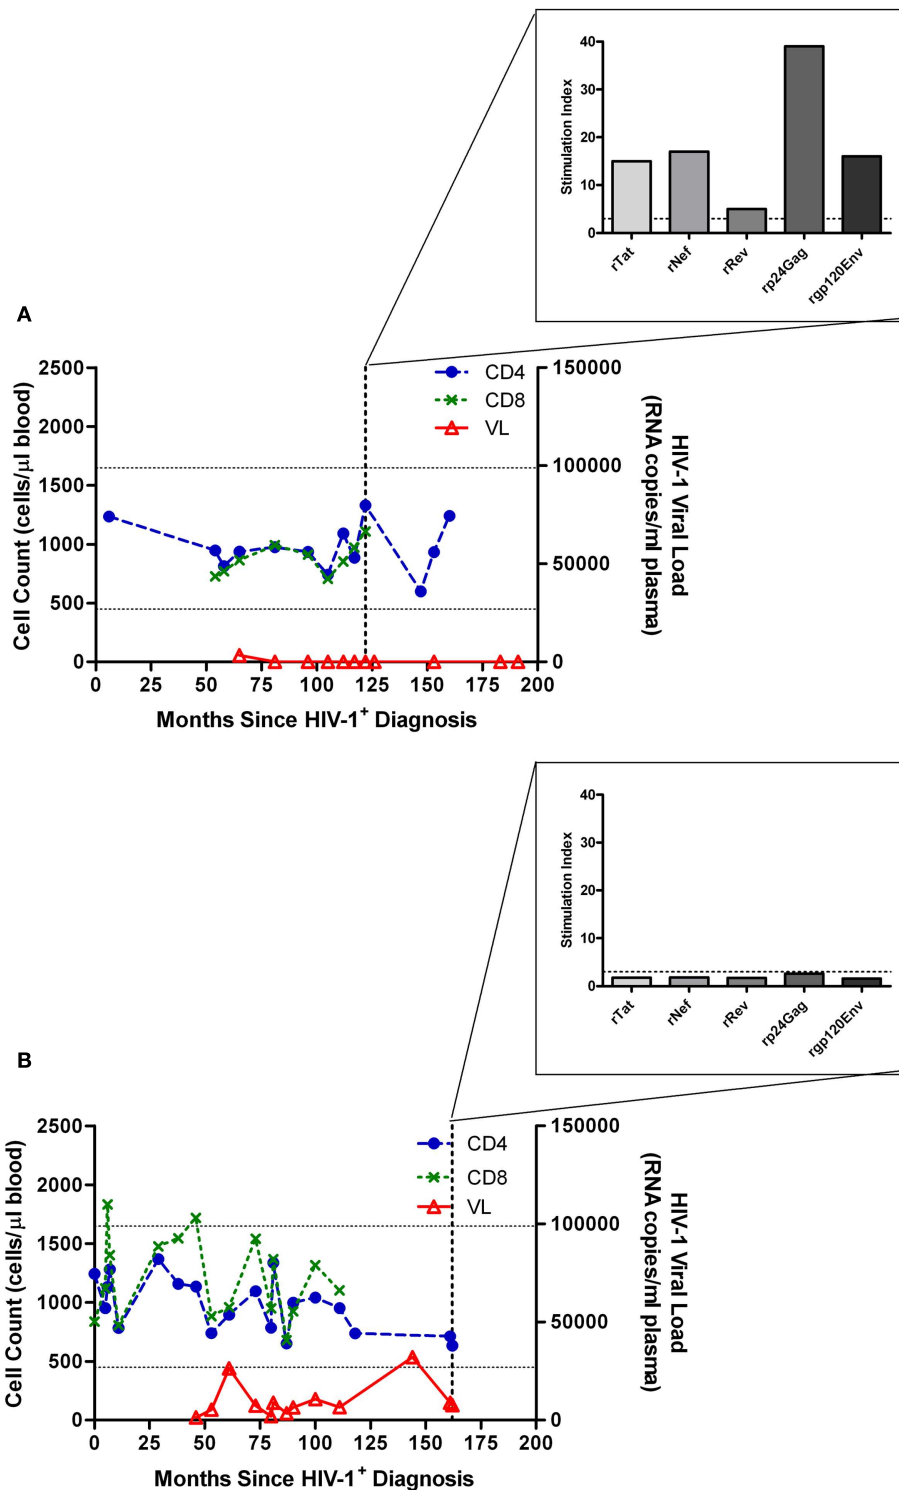 40
30
20
10
0
Stimulation Index
rTat
rNef
rRev
rp24Gag
rgp120Env
A
2500
2000
1500
1000
500
0
Cell Count (cells/μl blood)
CD4
CD8
VL
150000
100000
50000
0
HIV-1 Viral Load
(RNA copies/ml plasma)
0 25 50 75 100 125 150 175 200
Months Since HIV-1+ Diagnosis
40
30
20
10
0
Stimulation Index
rTat
rNef
rRev
rp24Gag
rgp120Env
B
2500
2000
1500
1000
500
0
Cell Count (cells/μl blood)
CD4
CD8
VL
150000
100000
50000
0
HIV-1 Viral Load
(RNA copies/ml plasma)
0 25 50 75 100 125 150 175 200
Months Since HIV-1+ Diagnosis